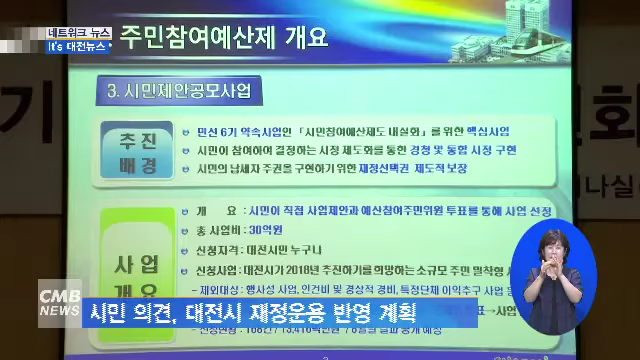 네트워크 뉴스
It's 대전뉴스
주민참여예산제 개요
3. 시민제안공모사업
추진
배경
민선 6기 약속사업인 「시민참여예산제도 내실화」를 위한 핵심사업
시민이 참여하여 결정하는 시정 제도화를 통한 경청 및 통합 시정 구현
시민의 납세자 주권을 구현하기 위한 재정선택권 제도적 보장
사업
개요
개 요 : 시민이 직접 사업제안과 예산참여주민위원 투표를 통해 사업 선정
총 사업비 : 30억원
신청자격 : 대전시민 누구나
신청사업 : 대전시가 2018년 추진하기를 희망하는 소규모 주민 밀착형
- 제외대상 : 행사성 사업, 인건비 및 경상적 경비, 특정단체 이익추구 사업
→사업
CMB
NEWS
시민 의견, 대전시 재정운용 반영 계획